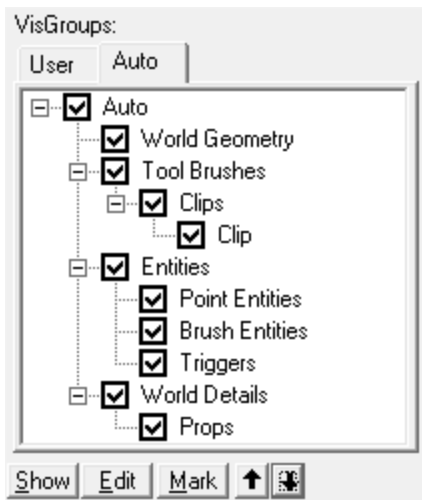 VisGroups:
User Auto
Auto
World Geometry
Tool Brushes
Clips
Clip
Entities
Point Entities
Brush Entities
Triggers
World Details
Props
Show Edit Mark